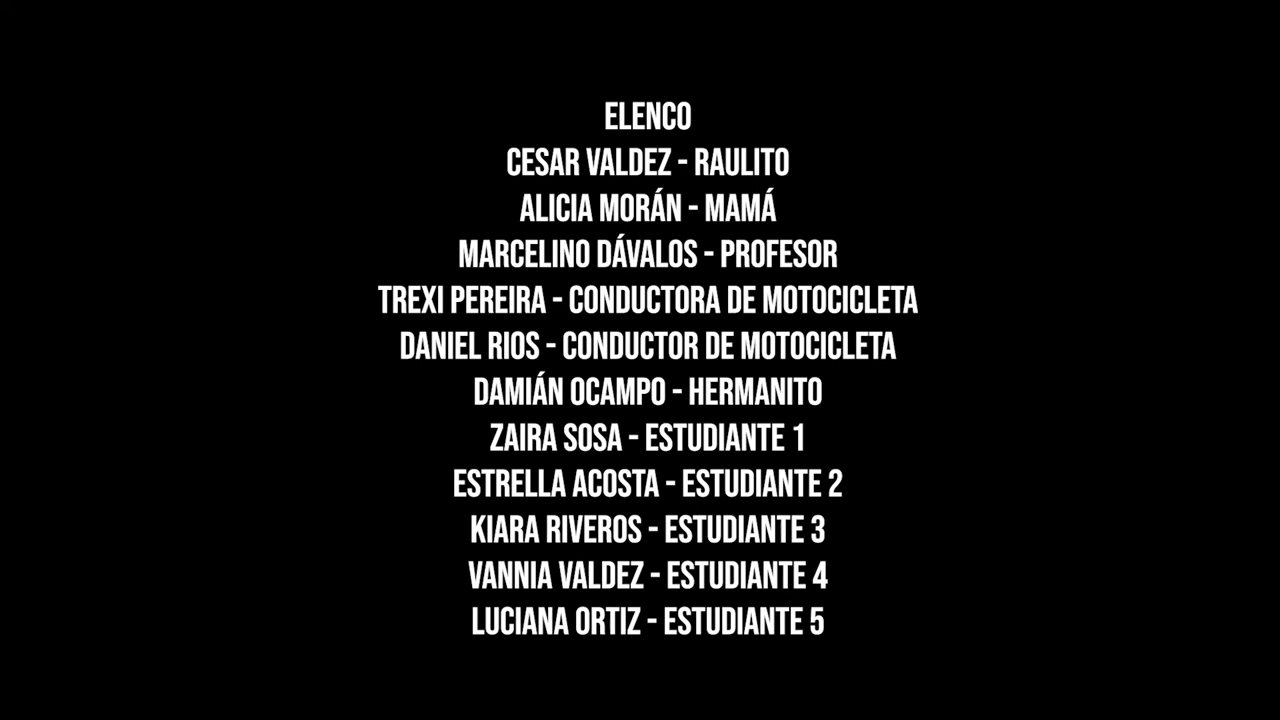 ELENCO
CESAR VALDEZ - RAULITO
ALICIA MORÁN - MAMÁ
MARCELINO DÁVALOS - PROFESOR
TREXI PEREIRA - CONDUCTORA DE MOTOCICLETA
DANIEL RIOS - CONDUCTOR DE MOTOCICLETA
DAMIÁN OCAMPO - HERMANITO
ZAIRA SOSA - ESTUDIANTE 1
ESTRELLA ACOSTA - ESTUDIANTE 2
KIARA RIVEROS - ESTUDIANTE 3
VANNIA VALDEZ - ESTUDIANTE 4
LUCIANA ORTIZ - ESTUDIANTE 5